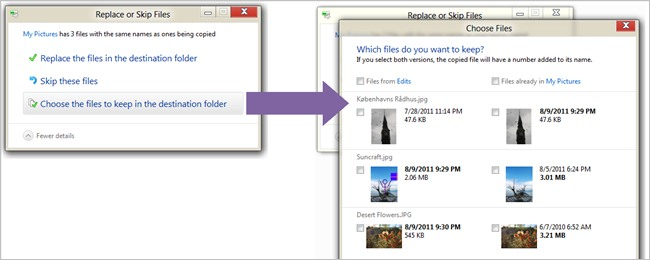 Replace or Skip Files
My Pictures has 3 files with the same names as ones being copied
Replace the files in the destination folder
Skip these files
Choose the files to keep in the destination folder
Fewer details
Replace or Skip Files
Choose Files
Which files do you want to keep?
If you select both versions, the copied file will have a number added to its name.
Files from Edits
Files already in My Pictures
Københavns Rådhus.jpg
7/28/2011 11:14 PM
47.6 KB
8/9/2011 9:29 PM
47.6 KB
Suncraft.jpg
8/9/2011 9:29 PM
2.06 MB
8/5/2011 6:24 PM
3.01 MB
Desert Flowers.JPG
8/9/2011 9:30 PM
545 KB
6/7/2010 6:52 AM
3.21 MB